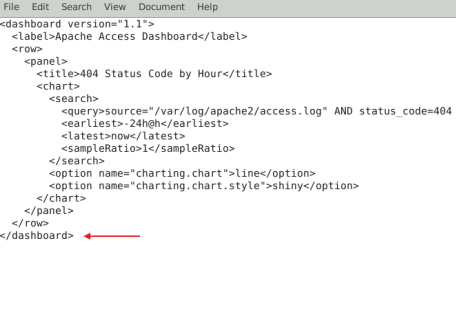 File Edit Search View Document Help
<dashboard version="1.1">
  <label>Apache Access Dashboard</label>
  <row>
    <panel>
      <title>404 Status Code by Hour</title>
      <chart>
        <search>
          <query>source="/var/log/apache2/access.log" AND status_code=404
          <earliest>-24h@h</earliest>
          <latest>now</latest>
          <sampleRatio>1</sampleRatio>
        </search>
        <option name="charting.chart">line</option>
        <option name="charting.chart.style">shiny</option>
      </chart>
    </panel>
  </row>
</dashboard>